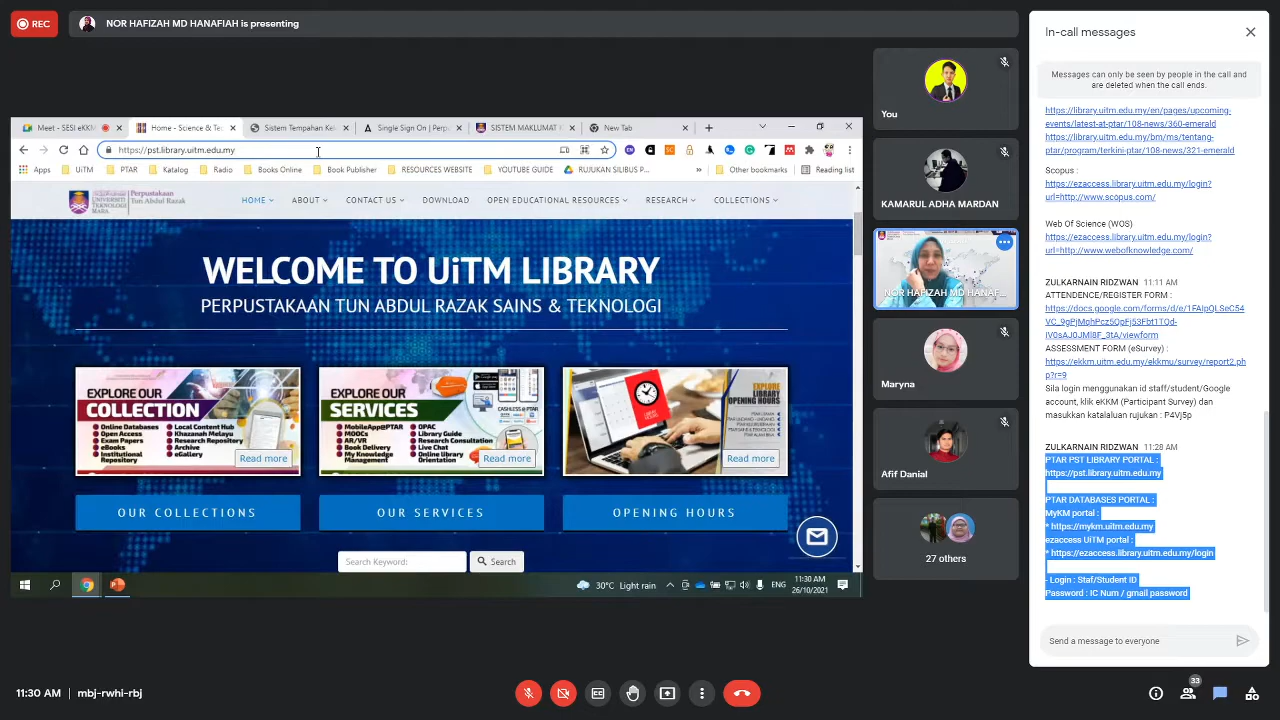 REC
NOR HAFIZAH MD HANAFIAH is presenting
Meet - SESI eKKM
Home - Science & Te
Sistem Tempahan Ke
Single Sign On | Perp
SISTEM MAKLUMAT
New Tab
https://pst.library.uitm.edu.my
Apps
UiTM
PTAR
Katalog
Radio
Books Online
Book Publisher
RESOURCES WEBSITE
YOUTUBE GUIDE
RUJUKAN SILIBUS P...
Other bookmarks
Reading list
UNIVERSITI TEKNOLOGI MARA
Perpustakaan Tun Abdul Razak
HOME
ABOUT
CONTACT US
DOWNLOAD
OPEN EDUCATIONAL RESOURCES
RESEARCH
COLLECTIONS
WELCOME TO UiTM LIBRARY
PERPUSTAKAAN TUN ABDUL RAZAK SAINS & TEKNOLOGI
EXPLORE OUR
COLLECTION
Online Databases
Open Access
Exam Papers
eBooks
Institutional Repository
Local Content Hub
Khazanah Melayu
Research Repository
Archive
eGallery
Read more
EXPLORE OUR
SERVICES
CASHLESS @ PTAR
MobileApp@PTAR
MOOCs
AR/VR
Book Delivery
My Knowledge Management
OPAC
Library Guide
Research Consultation
Live Chat
Online Library Orientation
Read more
EXPLORE
LIBRARY
OPENING HOURS
Read more
OUR COLLECTIONS
OUR SERVICES
OPENING HOURS
Search Keyword:
Search
30°C Light rain
ENG
11:30 AM
26/10/2021
You
KAMARUL ADHA MARDAN
NOR HAFIZAH MD HANAF...
Maryna
Afif Danial
27 others
In-call messages
Messages can only be seen by people in the call and
are deleted when the call ends.
https://library.uitm.edu.my/en/pages/upcoming-
events/latest-at-ptar/108-news/360-emerald
https://library.uitm.edu.my/bm/ms/tentang-
ptar/program/terkini-ptar/108-news/321-emerald
Scopus :
https://ezaccess.library.uitm.edu.my/login?
url=http://www.scopus.com/
Web Of Science (WOS)
https://ezaccess.library.uitm.edu.my/login?
url=http://www.webofknowledge.com/
ZULKARNAIN RIDZWAN 11:11 AM
ATTENDENCE/REGISTER FORM :
https://docs.google.com/forms/d/e/1FAIpQLSeC54
VC_9gPjMqhPcz5QpFj53Fbt1TQd-
iV0sAJ0JMl8F_3tA/viewform
ASSESSMENT FORM (eSurvey) :
https://ekkm.uitm.edu.my/ekkmu/survey/report2.ph
p?r=9
Sila login menggunakan id staff/student/Google
account, klik eKKM (Participant Survey) dan
masukkan katalaluan rujukan : P4Vj5p
ZULKARNAIN RIDZWAN 11:28 AM
PTAR PST LIBRARY PORTAL :
https://pst.library.uitm.edu.my
PTAR DATABASES PORTAL :
MyKM portal :
* https://mykm.uitm.edu.my
ezaccess UiTM portal :
* https://ezaccess.library.uitm.edu.my/login
- Login : Staf/Student ID
Password : IC Num / gmail password
Send a message to everyone
11:30 AM | mbj-rwhi-rbj
33